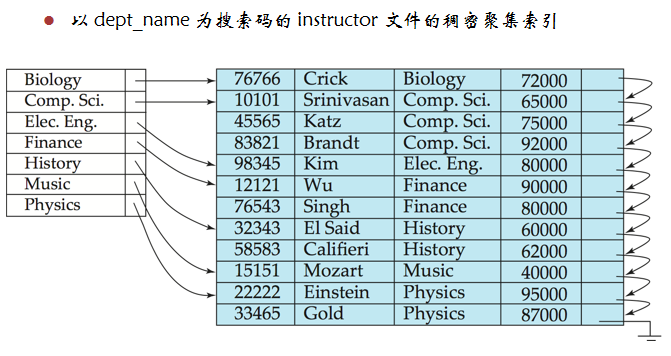 以 dept_name 为搜索码的 instructor 文件的稠密聚集索引
Biology
Comp. Sci.
Elec. Eng.
Finance
History
Music
Physics
76766 Crick Biology 72000
10101 Srinivasan Comp. Sci. 65000
45565 Katz Comp. Sci. 75000
83821 Brandt Comp. Sci. 92000
98345 Kim Elec. Eng. 80000
12121 Wu Finance 90000
76543 Singh Finance 80000
32343 El Said History 60000
58583 Califieri History 62000
15151 Mozart Music 40000
22222 Einstein Physics 95000
33465 Gold Physics 87000